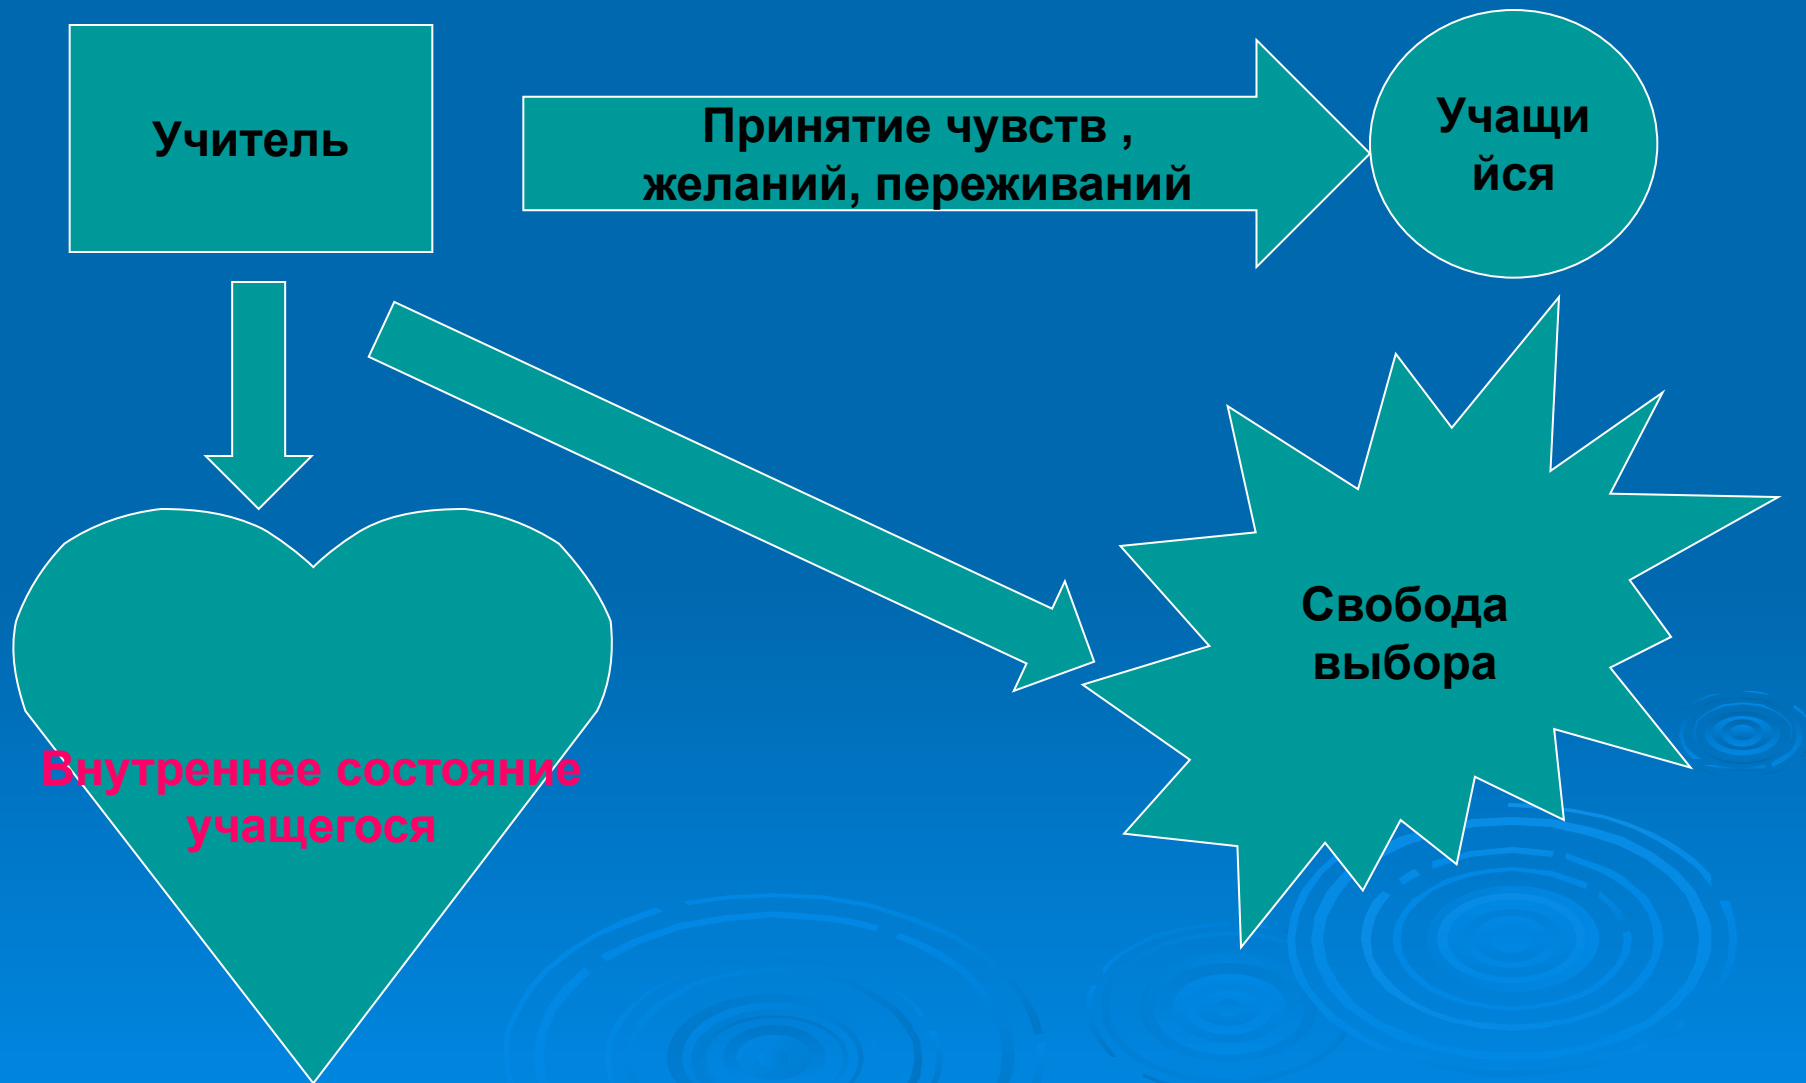 Учитель
Принятие чувств ,
желаний, переживаний
Учащи
йся
Свобода
выбора
Внутреннее состояние
учащегося